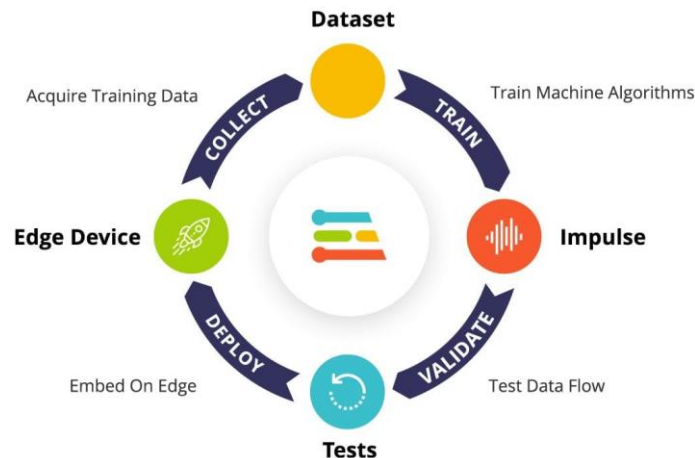 Dataset
Acquire Training Data
COLLECT
TRAIN
Train Machine Algorithms
Edge Device
Impulse
DEPLOY
VALIDATE
Embed On Edge
Test Data Flow
Tests